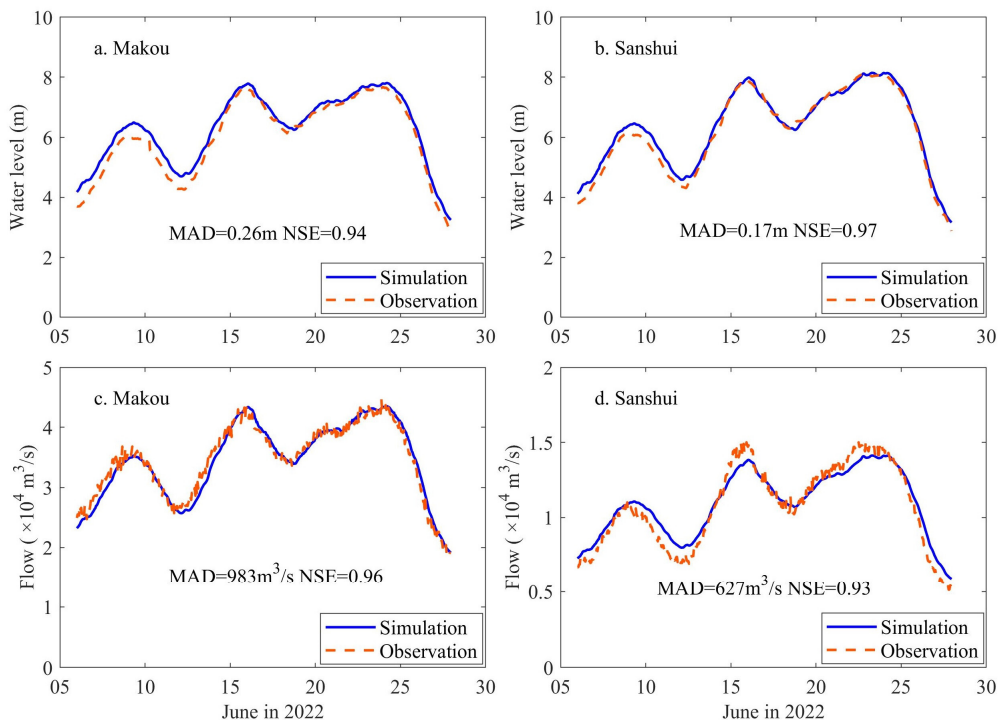 10
8
6
4
2
0
Water level (m)
a. Makou
MAD=0.26m NSE=0.94
Simulation
Observation
05
10
15
20
25
30
10
8
6
4
2
0
Water level (m)
b. Sanshui
MAD=0.17m NSE=0.97
Simulation
Observation
05
10
15
20
25
30
5
4
3
2
1
0
Flow ( ×10⁴ m³/s)
c. Makou
MAD=983m³/s NSE=0.96
Simulation
Observation
05
10
15
20
25
30
June in 2022
2
1.5
1
0.5
0
Flow ( ×10⁴ m³/s)
d. Sanshui
MAD=627m³/s NSE=0.93
Simulation
Observation
05
10
15
20
25
30
June in 2022